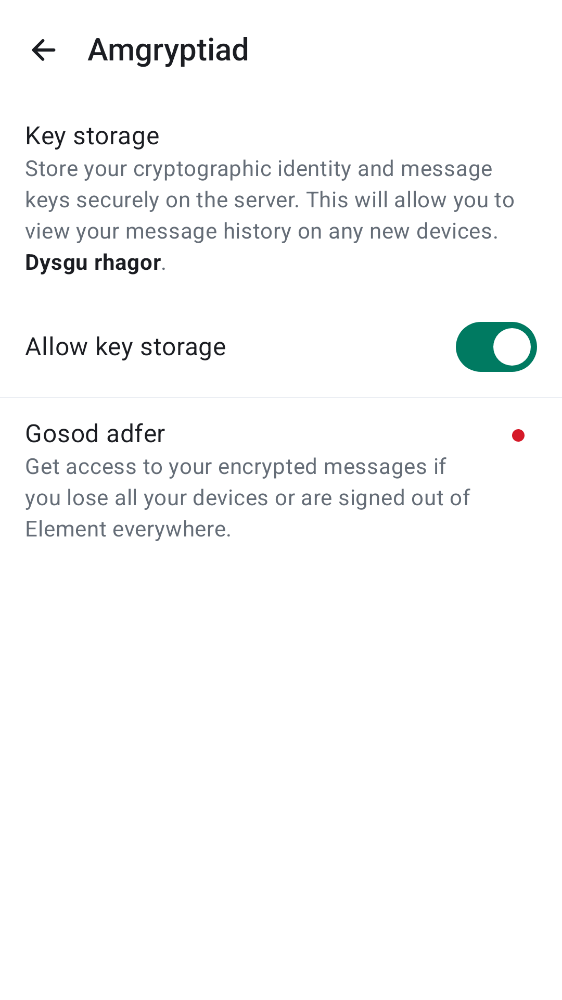 Amgryptiad
Key storage
Store your cryptographic identity and message
keys securely on the server. This will allow you to
view your message history on any new devices.
Dysgu rhagor.
Allow key storage
Gosod adfer
Get access to your encrypted messages if
you lose all your devices or are signed out of
Element everywhere.